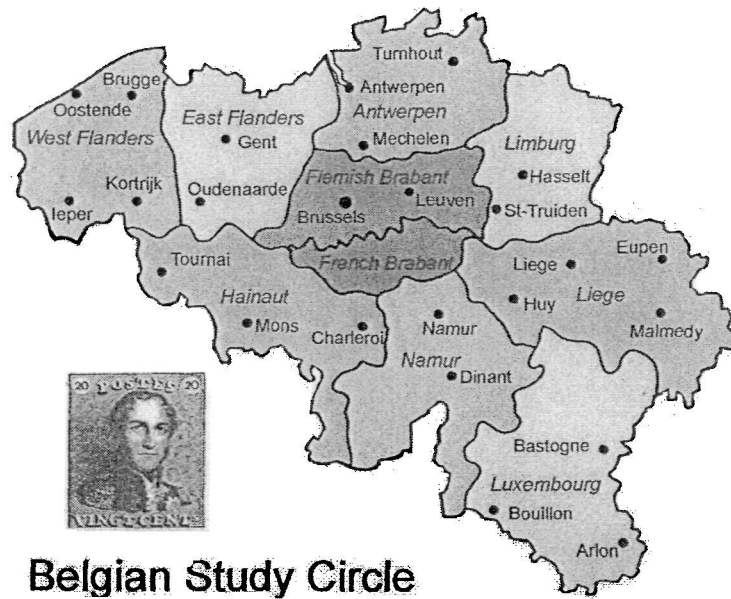 Turnhout
Brugge
Antwerpen
Oostende
East Flanders
Antwerpen
West Flanders
Gent
Mechelen
Limburg
Flemish Brabant
Hasselt
Kortrijk
Oudenaarde
Leuven
Ieper
Brussels
St-Truiden
Tournai
French Brabant
Liege
Eupen
Hainaut
Huy
Liege
Mons
Charleroi
Namur
Malmedy
Namur
Dinant
20 POSTES 20
VINGT CENT
Bastogne
Luxembourg
Bouillon
Arlon
Belgian Study Circle